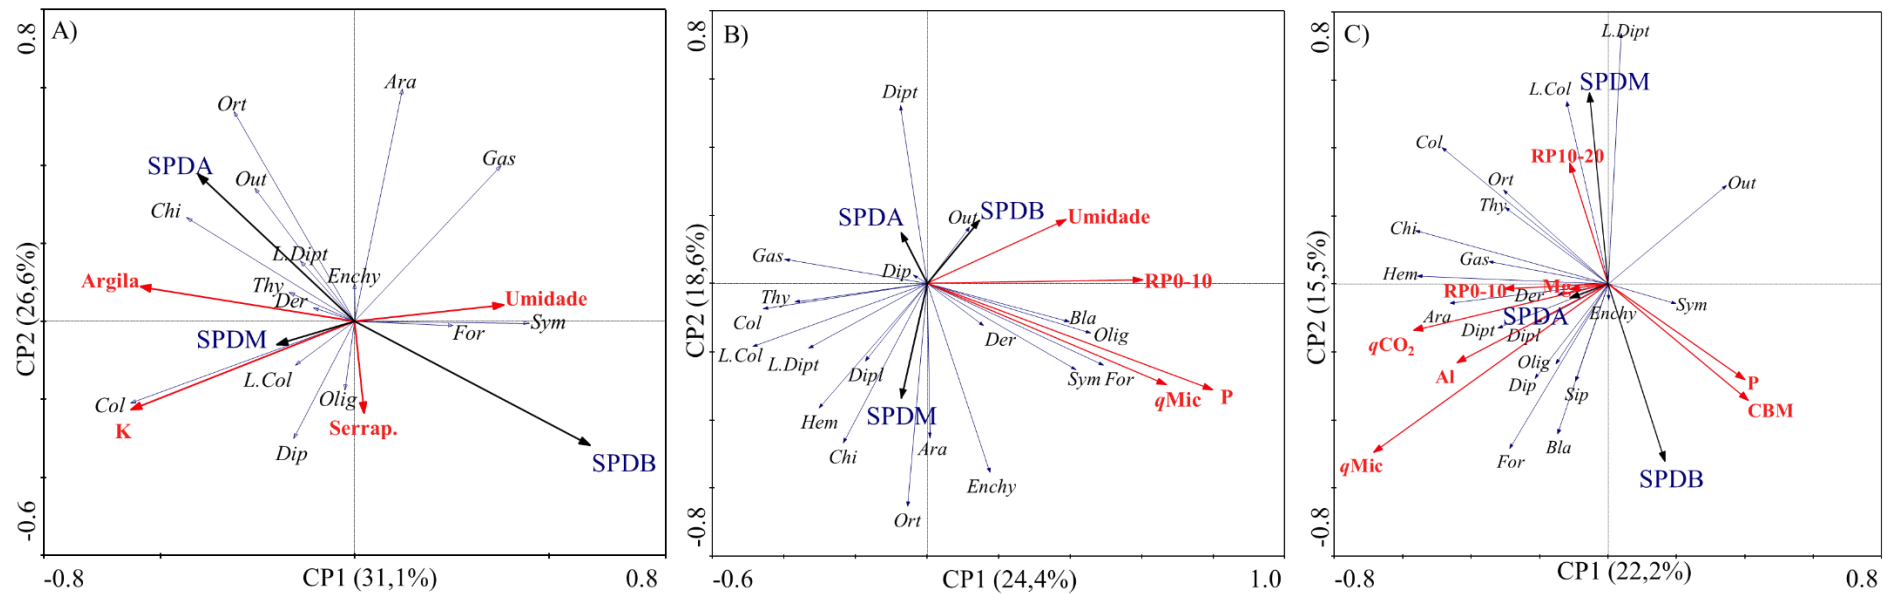 A)
0.8
CP2 (26,6%)
-0.6
-0.8
CP1 (31,1%)
0.8
Ara
Ort
Gas
SPDA
Out
Chi
L.Dipt
Enchy
Argila
Thy
Der
Umidade
For
Sym
SPDM
L.Col
Col
Olig
K
Serrap.
Dip
SPDB
B)
0.8
CP2 (18,6%)
-0.8
-0.6
CP1 (24,4%)
1.0
Dipt
SPDA
Out
SPDB
Umidade
Gas
Dip
RP0-10
Thy
Col
Bla
Olig
Der
L.Col
L.Dipt
Dipl
Sym
For
qMic
P
Hem
SPDM
Chi
Ara
Enchy
Ort
C)
0.8
CP2 (15,5%)
-0.8
-0.8
CP1 (22,2%)
0.8
L.Dipt
SPDM
L.Col
Col
RP10-20
Ort
Out
Thy
Chi
Gas
Hem
RP0-10
Der
Mg
Sym
Ara
SPDA
Enchy
Dipt
Dipl
qCO2
Olig
Al
Dip
Sip
P
CBM
Bla
For
qMic
SPDB